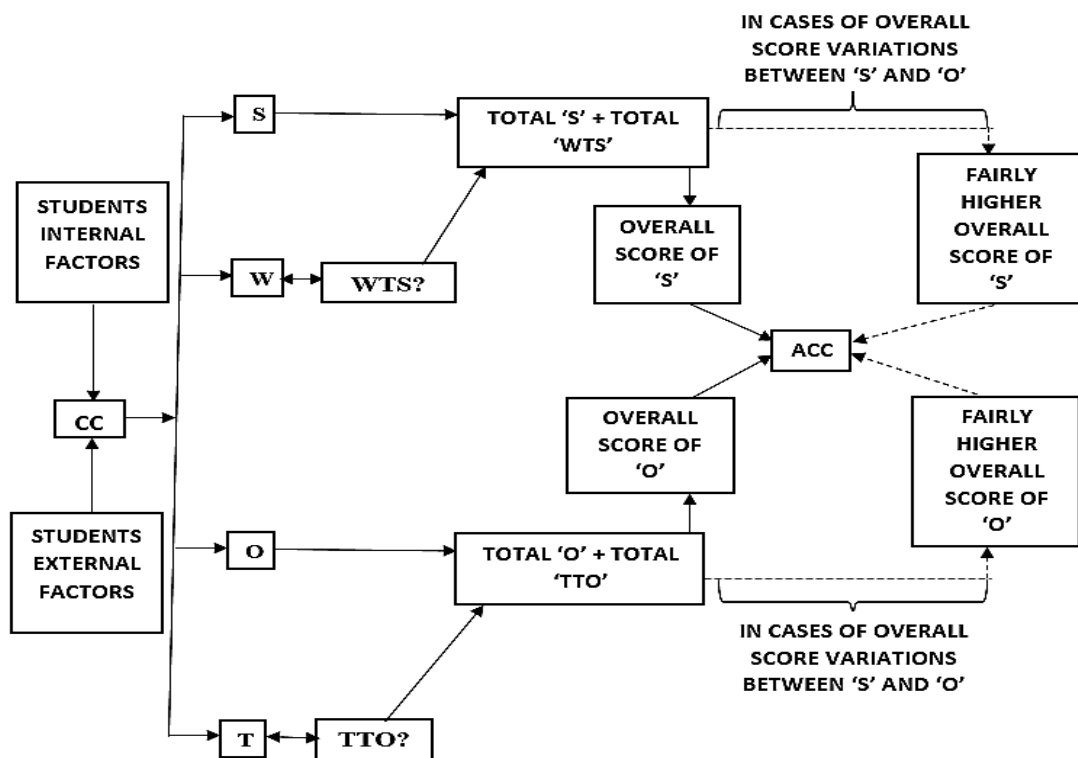 IN CASES OF OVERALL
SCORE VARIATIONS
BETWEEN ‘S’ AND ‘O’
S
TOTAL ‘S’ + TOTAL
‘WTS’
STUDENTS
INTERNAL
FACTORS
FAIRLY
HIGHER
OVERALL
SCORE OF
‘S’
OVERALL
SCORE OF
‘S’
W
WTS?
ACC
CC
OVERALL
SCORE OF
‘O’
FAIRLY
HIGHER
OVERALL
SCORE OF
‘O’
STUDENTS
EXTERNAL
FACTORS
O
TOTAL ‘O’ + TOTAL
‘TTO’
IN CASES OF OVERALL
SCORE VARIATIONS
BETWEEN ‘S’ AND ‘O’
T
TTO?